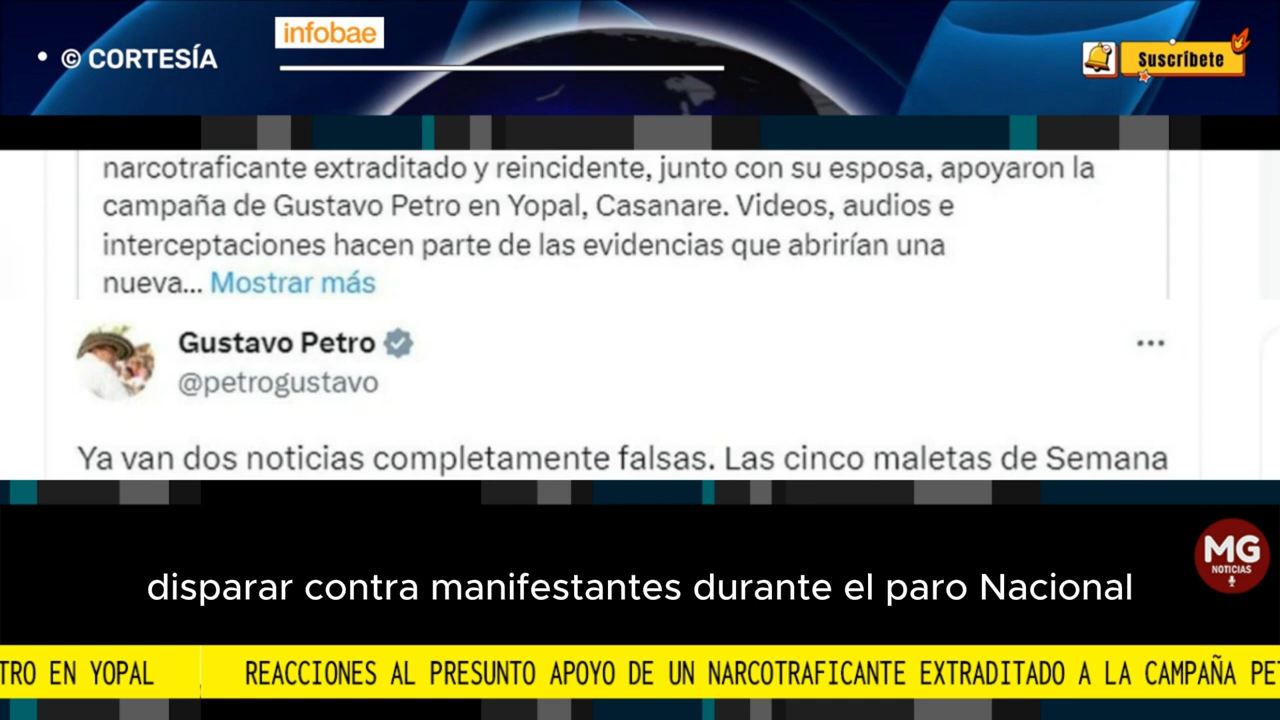 infobae
• © CORTESÍA
Suscríbete
narcotraficante extraditado y reincidente, junto con su esposa, apoyaron la
campaña de Gustavo Petro en Yopal, Casanare. Videos, audios e
interceptaciones hacen parte de las evidencias que abrirían una
nueva... Mostrar más
Gustavo Petro
@petrogustavo
Ya van dos noticias completamente falsas. Las cinco maletas de Semana
MG
NOTICIAS
disparar contra manifestantes durante el paro Nacional
TRO EN YOPAL REACCIONES AL PRESUNTO APOYO DE UN NARCOTRAFICANTE EXTRADITADO A LA CAMPAÑA PE